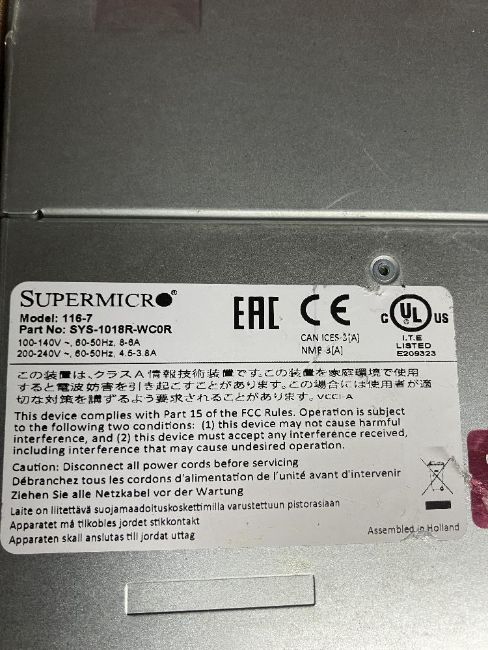 SUPERMICRO®
Model: 116-7
Part No: SYS-1018R-WC0R
100-140V ~, 60-50Hz, 8-6A
200-240V ~, 60-50Hz, 4.5-3.8A
EAC CE
CAN ICES-3[A]
NMB-3[A]
C UL US
I.T.E
LISTED
E209323
この装置は、クラスA情報技術装置です。この装置を家庭環境で使用
すると電波妨害を引き起こすことがあります。この場合には使用者が適
切な対策を講ずるよう要求されることがあります。VCCI-A
This device complies with Part 15 of the FCC Rules. Operation is subject
to the following two conditions: (1) this device may not cause harmful
interference, and (2) this device must accept any interference received,
including interference that may cause undesired operation.
Caution: Disconnect all power cords before servicing
Débranchez tous les cordons d'alimentation de l'unité avant d'intervenir
Ziehen Sie alle Netzkabel vor der Wartung
Laite on liitettävä suojamaadoituskoskettimilla varustettuun pistorasiaan
Apparatet må tilkobles jordet stikkontakt
Apparaten skall anslutas till jordat uttag
Assembled in Holland